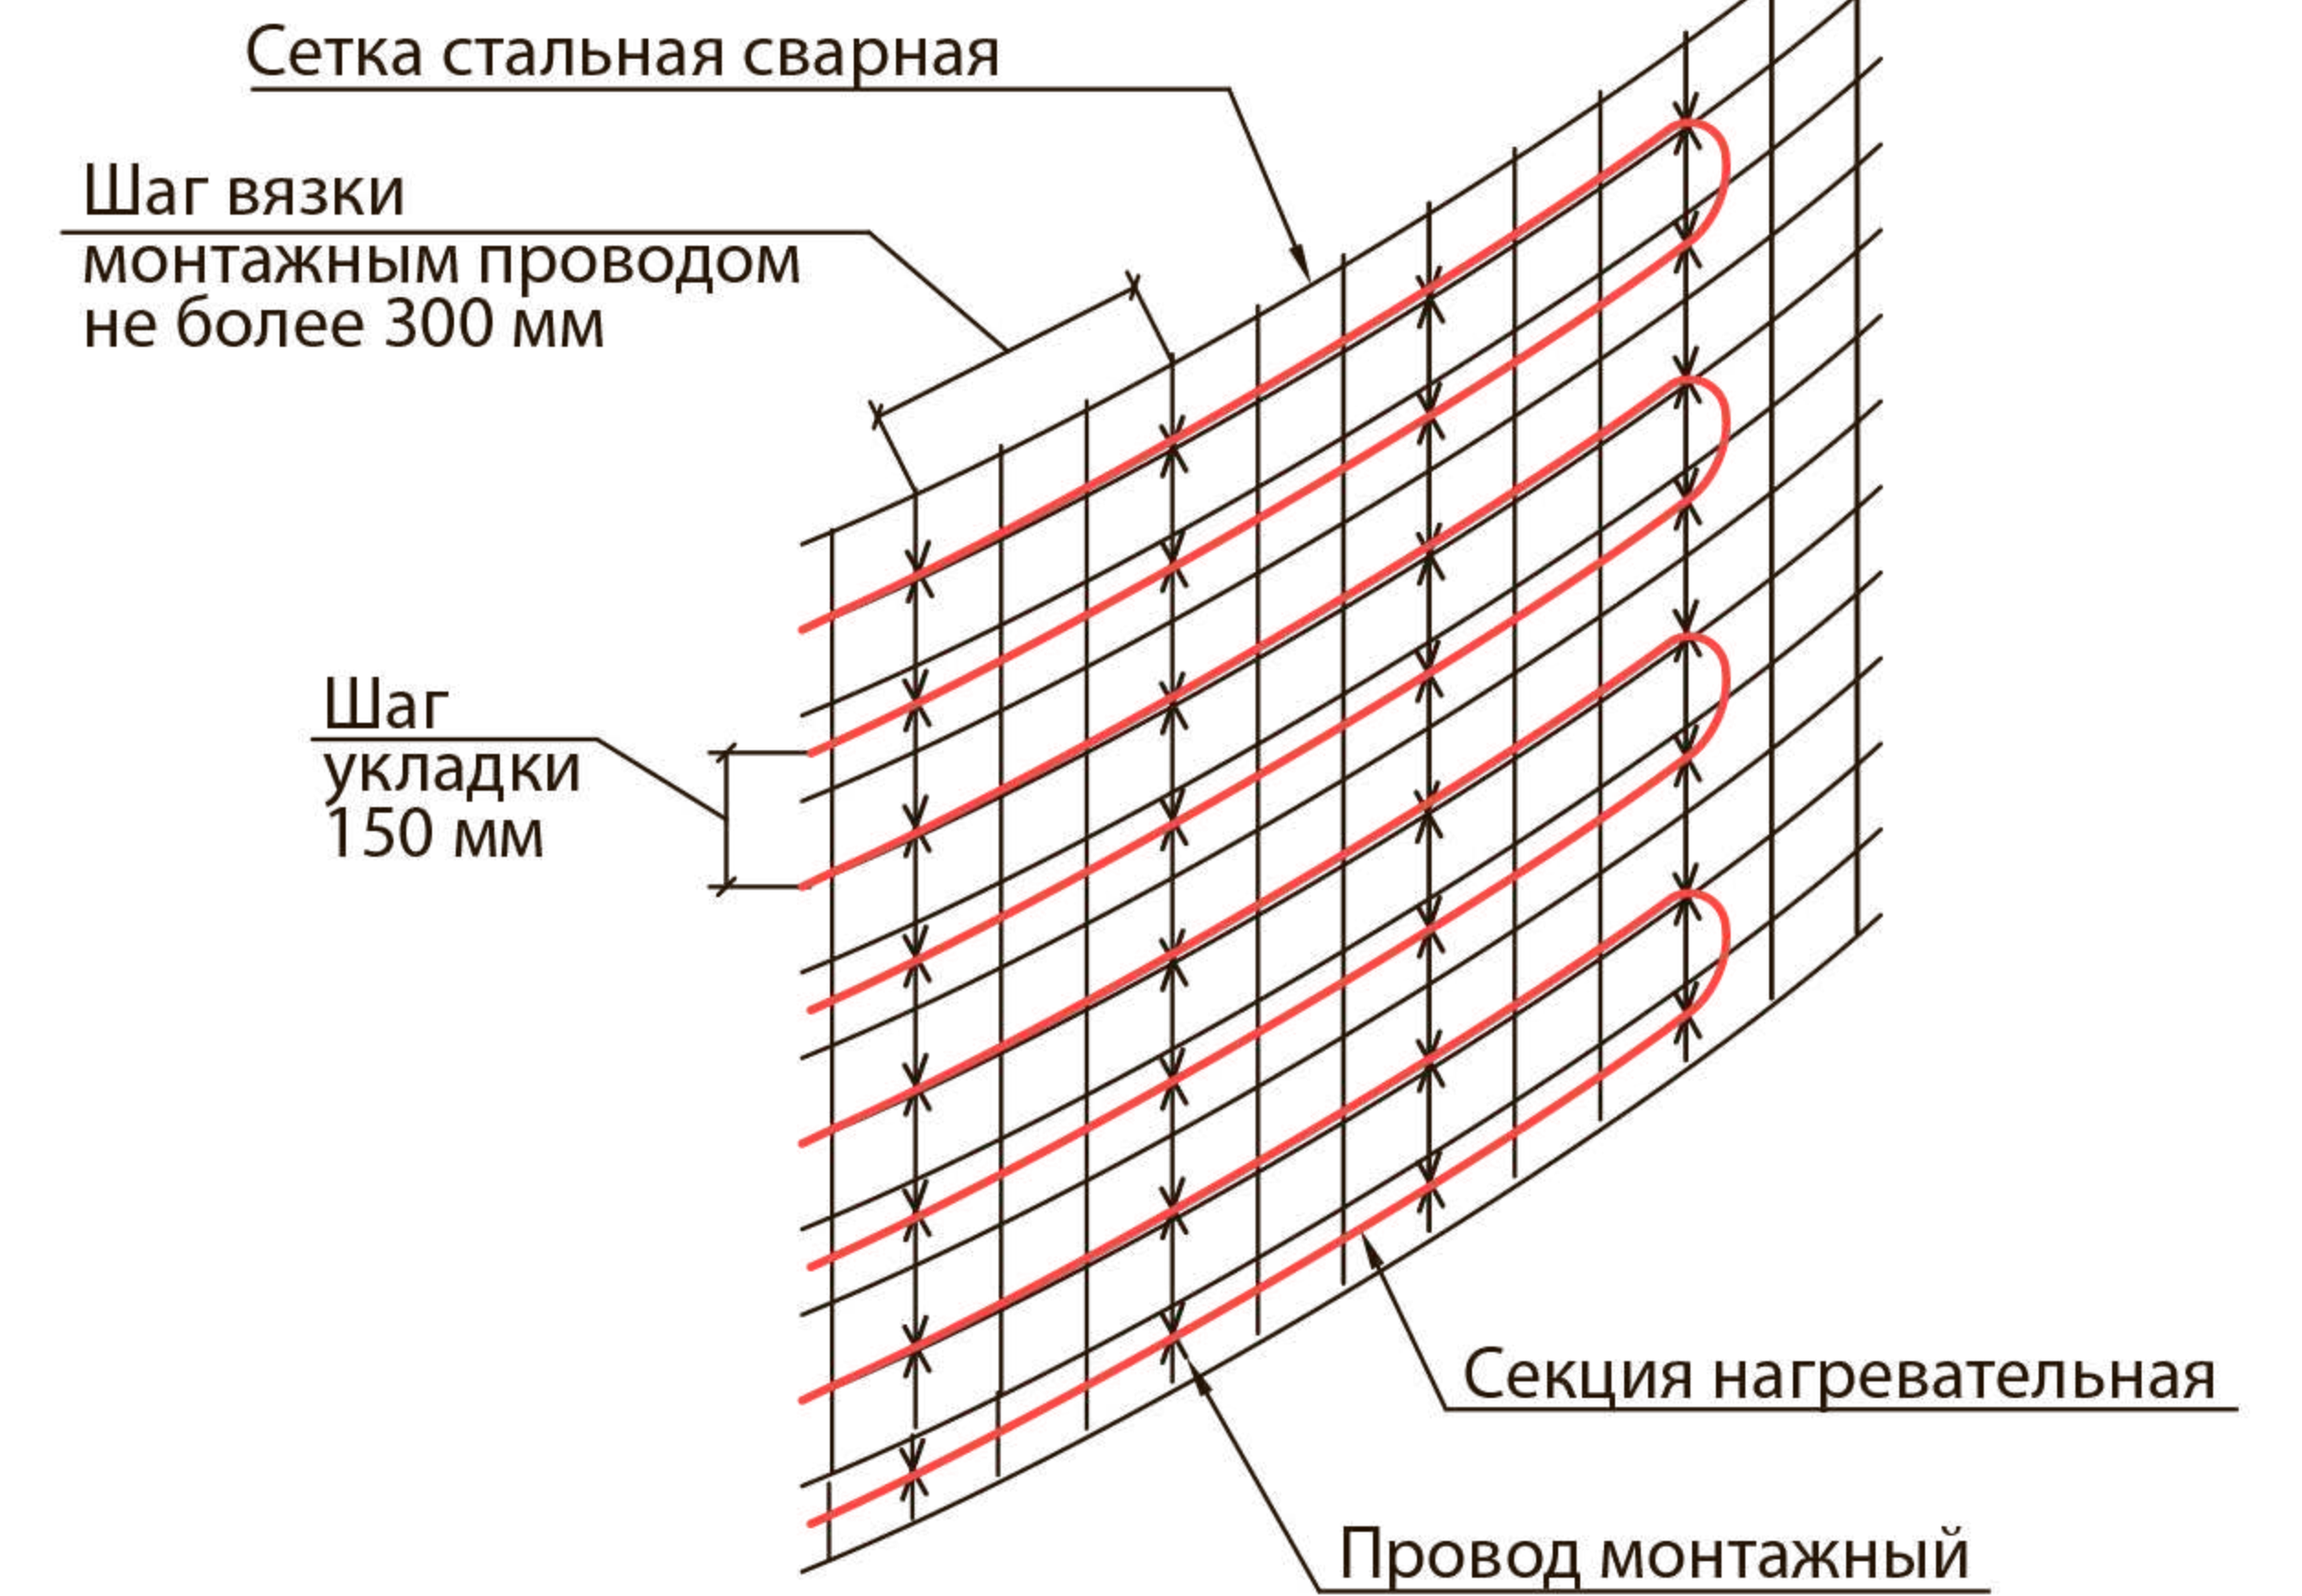 Сетка стальная сварная
Шаг вязки
монтажным проводом
не более 300 мм
Шаг
укладки
150 мм
Секция нагревательная
Провод монтажный